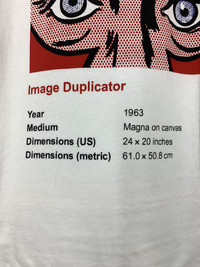 Image Duplicator
Year 1963
Medium Magna on canvas
Dimensions (US) 24 × 20 inches
Dimensions (metric) 61.0 × 50.8 cm